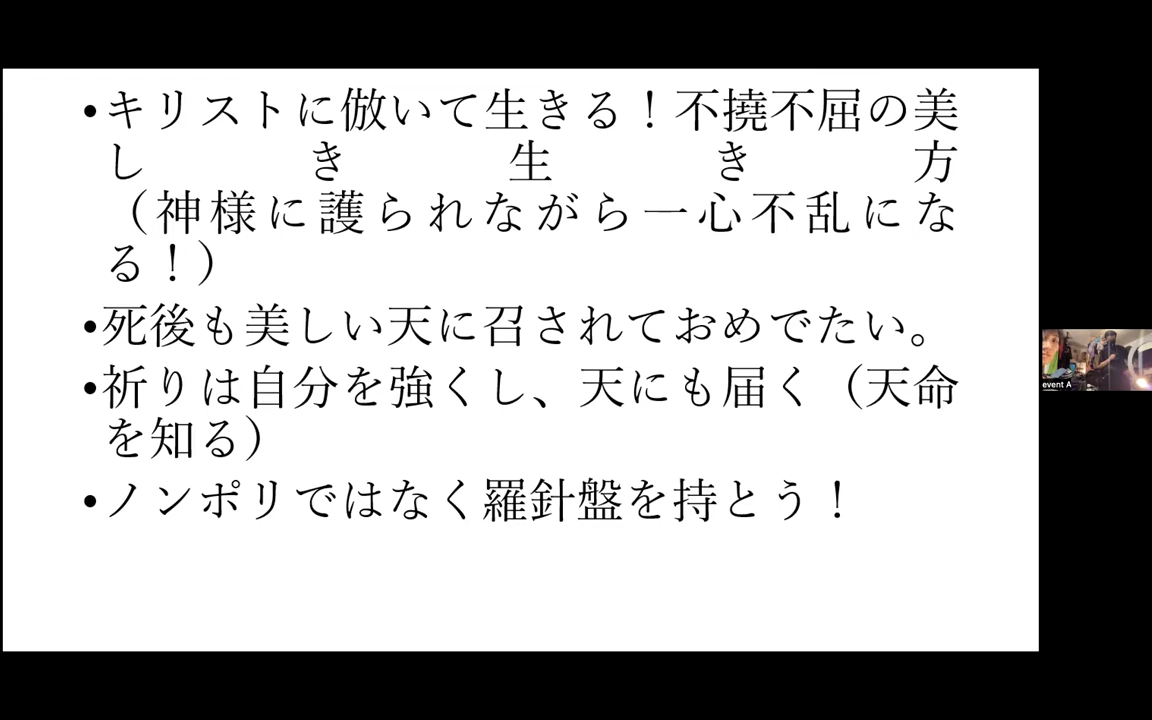 •キリストに倣いて生きる！不撓不屈の美
しき生き方
（神様に護られながら一心不乱にな
る！）
•死後も美しい天に召されておめでたい。
•祈りは自分を強くし、天にも届く（天命
を知る）
•ノンポリではなく羅針盤を持とう！
event A